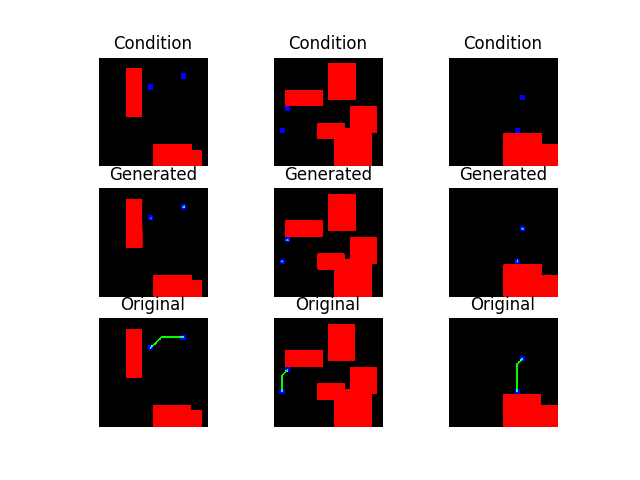 Condition Condition Condition
Generated Generated Generated
Original Original Original